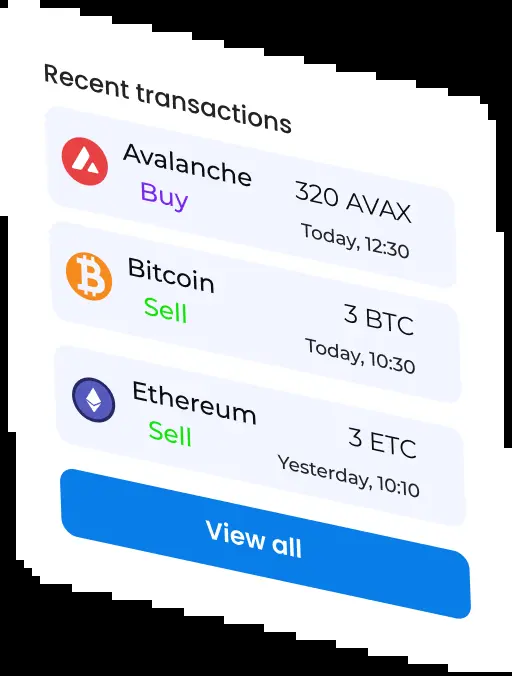 Recent transactions
Avalanche
320 AVAX
Buy
Today, 12:30
Bitcoin
3 BTC
Sell
Today, 10:30
Ethereum
3 ETC
Sell
Yesterday, 10:10
View all